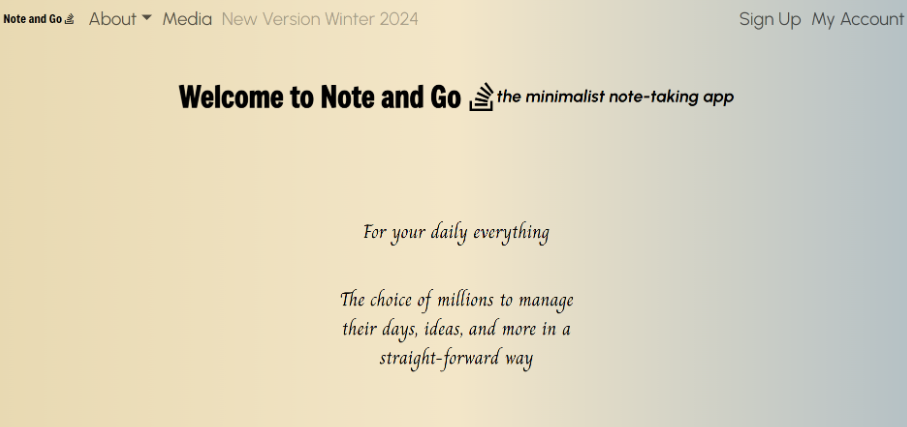 Note and Go About Media New Version Winter 2024 Sign Up My Account
Welcome to Note and Go the minimalist note-taking app
For your daily everything
The choice of millions to manage
their days, ideas, and more in a
straight-forward way